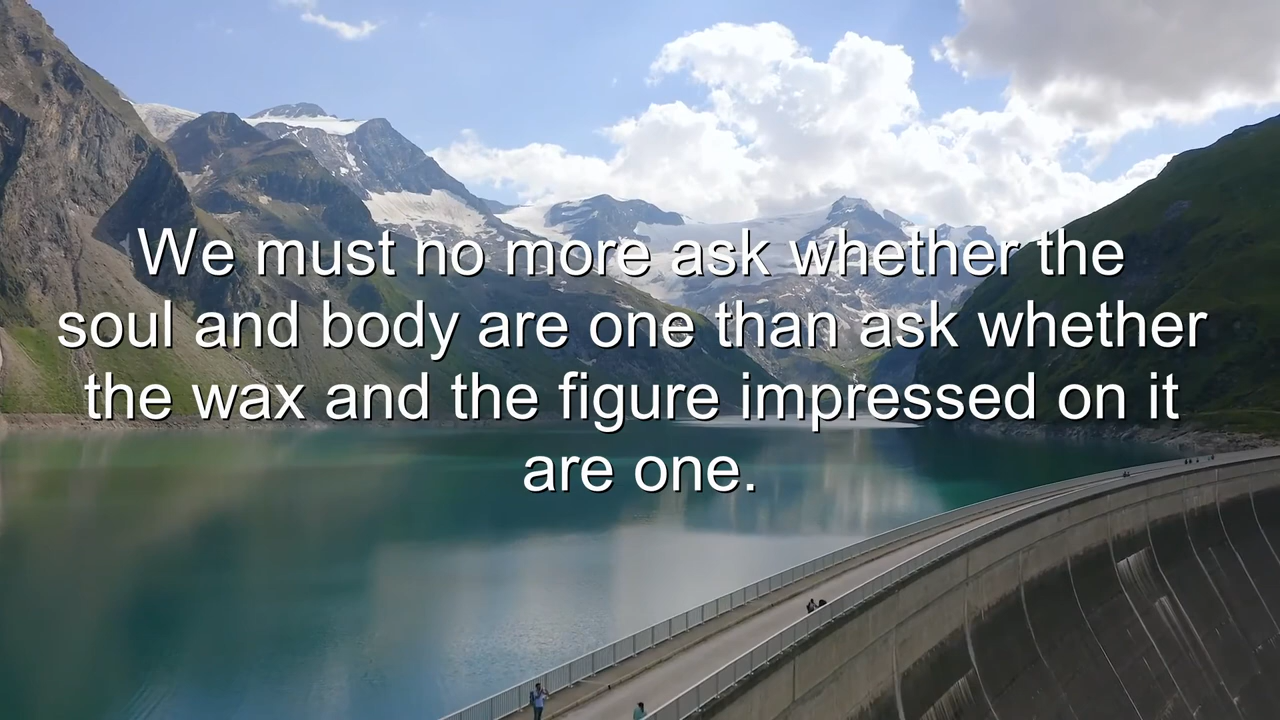 We must no more ask whether the
soul and body are one than ask whether
the wax and the figure impressed on it
are one.